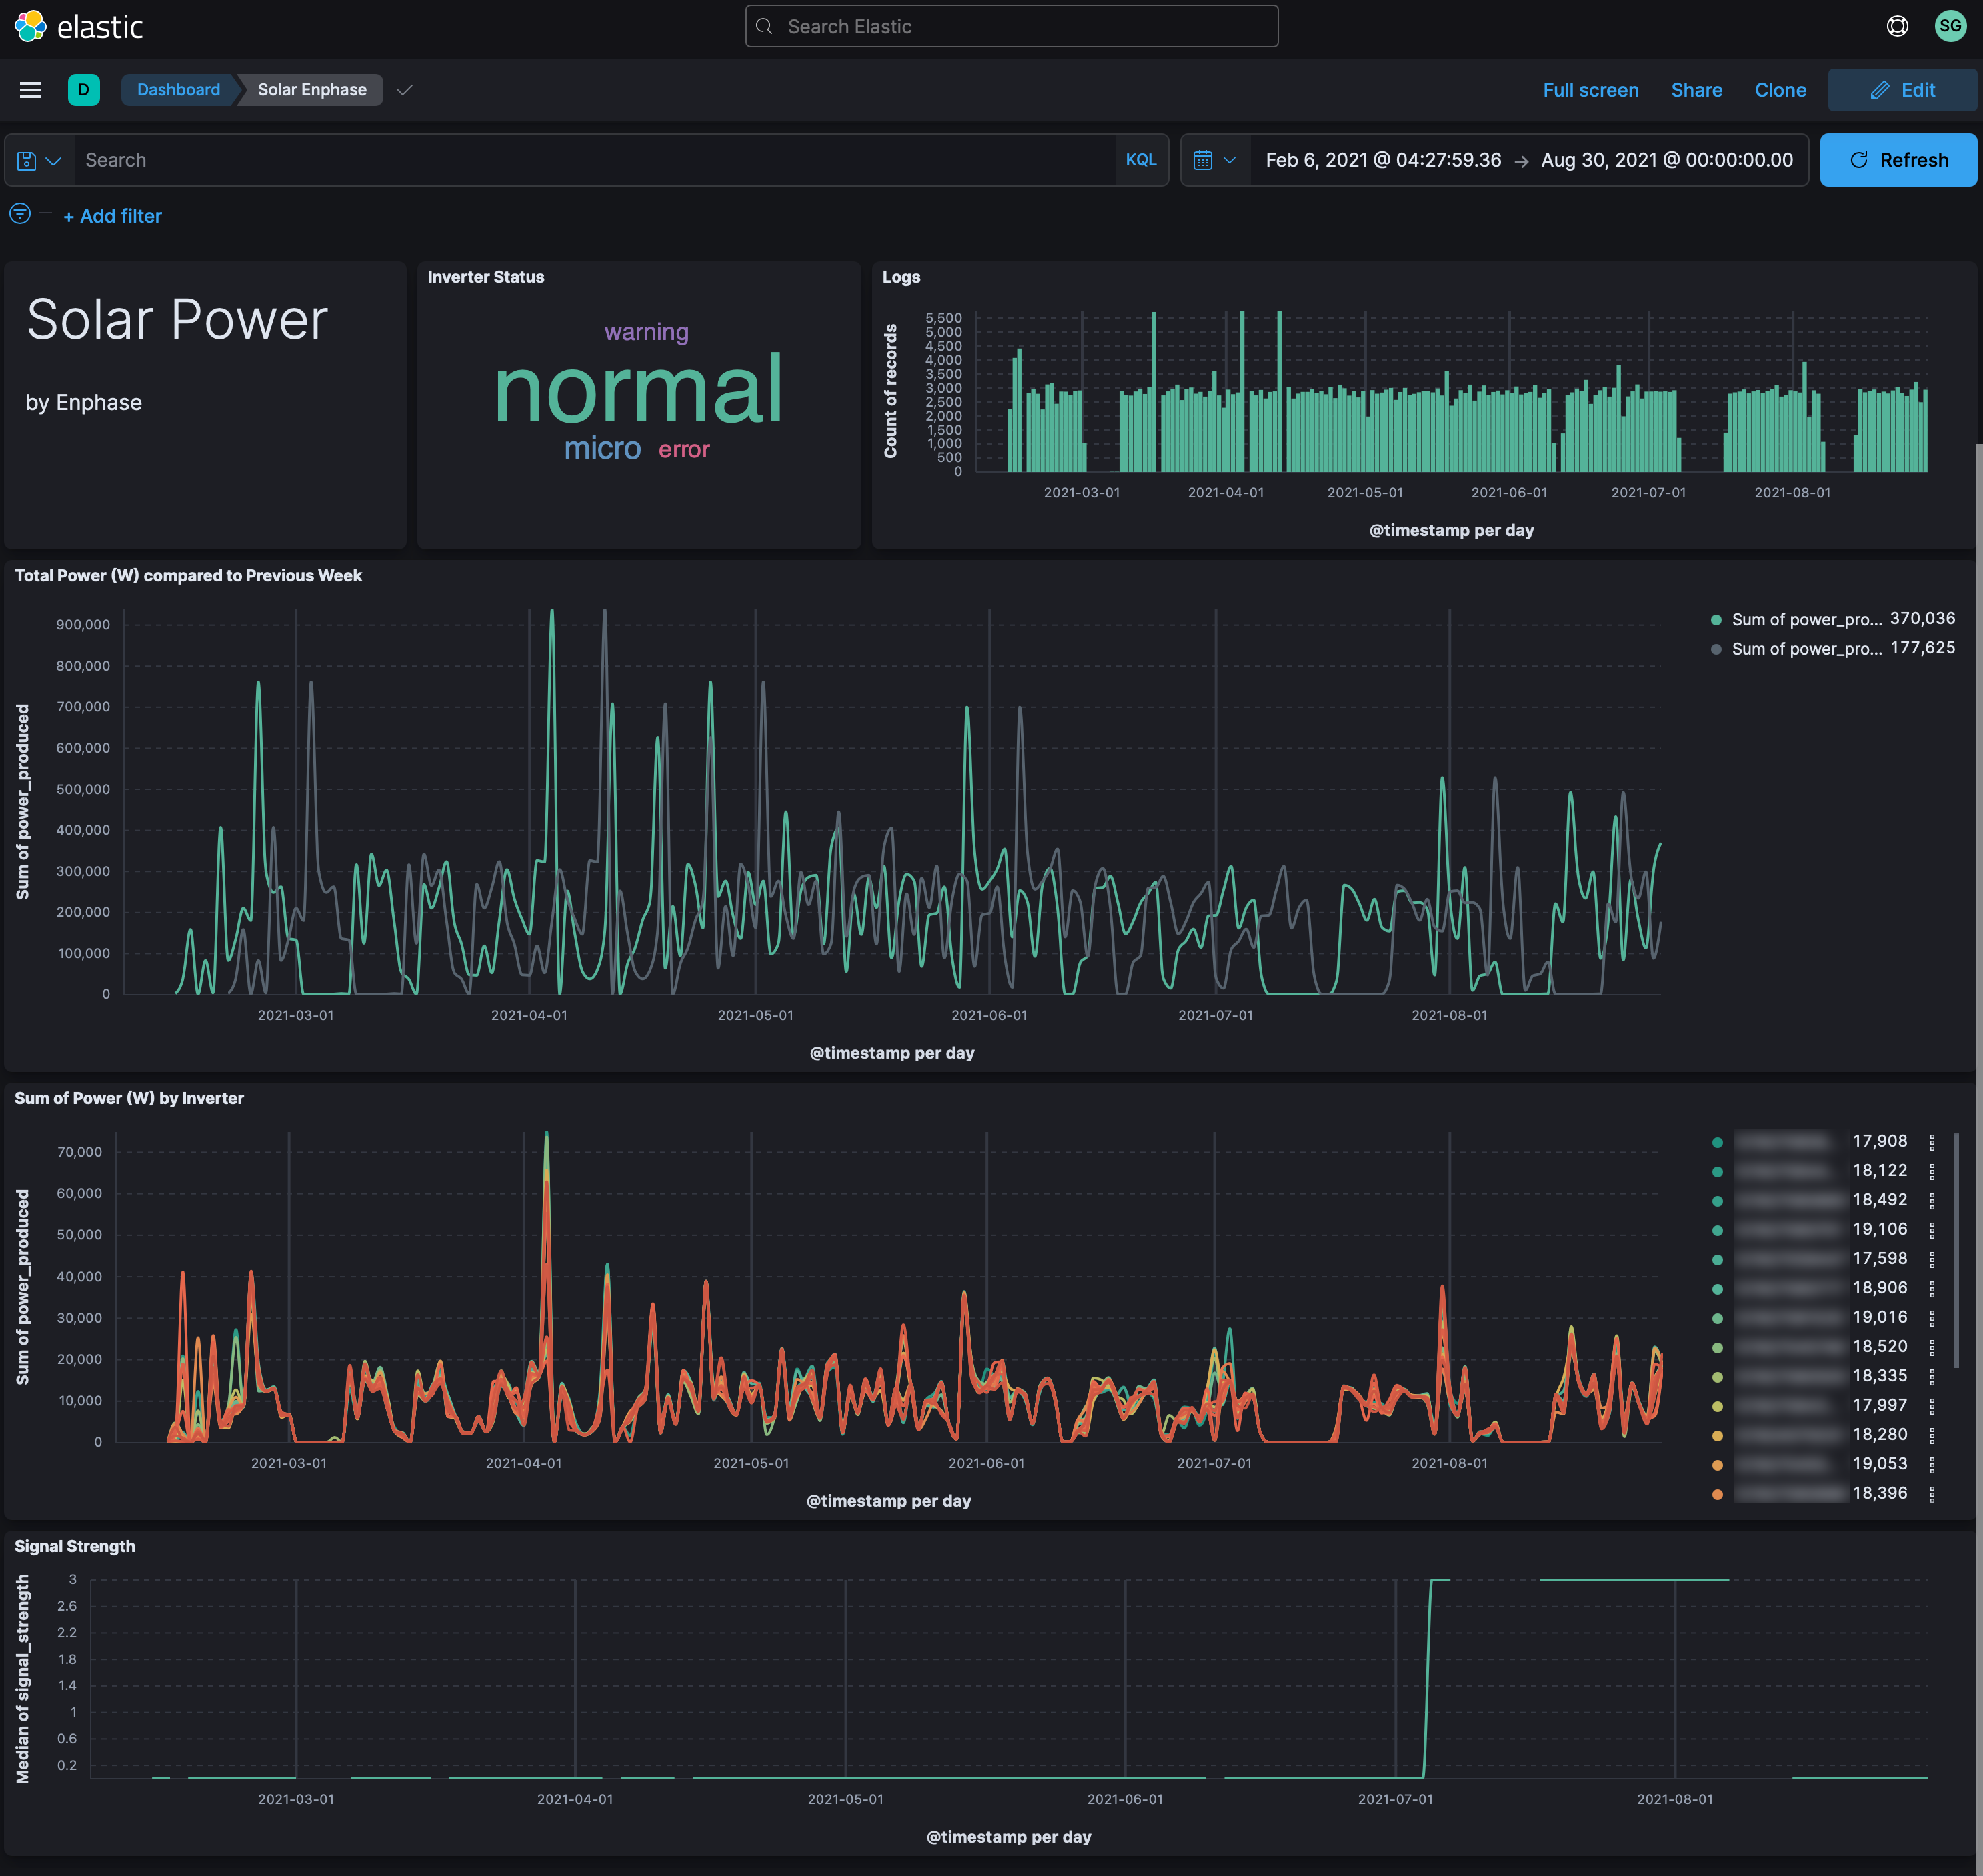 elastic
Search Elastic
SG
D
Dashboard
Solar Enphase
Full screen
Share
Clone
Edit
Search
KQL
Feb 6, 2021 @ 04:27:59.36 → Aug 30, 2021 @ 00:00:00.00
Refresh
+ Add filter
Solar Power
by Enphase
Inverter Status
warning
normal
micro error
Logs
Count of records
5,500
5,000
4,500
4,000
3,500
3,000
2,500
2,000
1,500
1,000
500
0
2021-03-01 2021-04-01 2021-05-01 2021-06-01 2021-07-01 2021-08-01
@timestamp per day
Total Power (W) compared to Previous Week
Sum of power_produced
900,000
800,000
700,000
600,000
500,000
400,000
300,000
200,000
100,000
0
2021-03-01 2021-04-01 2021-05-01 2021-06-01 2021-07-01 2021-08-01
@timestamp per day
Sum of power_pro... 370,036
Sum of power_pro... 177,625
Sum of Power (W) by Inverter
Sum of power_produced
70,000
60,000
50,000
40,000
30,000
20,000
10,000
0
2021-03-01 2021-04-01 2021-05-01 2021-06-01 2021-07-01 2021-08-01
@timestamp per day
17,908
18,122
18,492
19,106
17,598
18,906
19,016
18,520
18,335
17,997
18,280
19,053
18,396
Signal Strength
Median of signal_strength
3
2.6
2.2
1.8
1.4
1
0.6
0.2
2021-03-01 2021-04-01 2021-05-01 2021-06-01 2021-07-01 2021-08-01
@timestamp per day